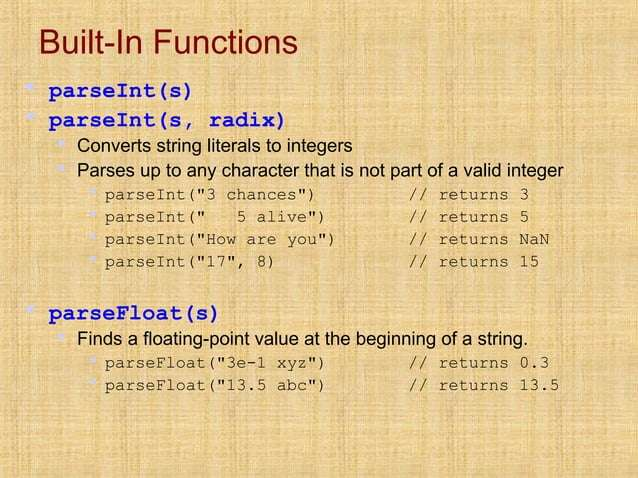 Built-In Functions
parseInt(s)
parseInt(s, radix)
Converts string literals to integers
Parses up to any character that is not part of a valid integer
parseInt("3 chances") // returns 3
parseInt("   5 alive") // returns 5
parseInt("How are you") // returns NaN
parseInt("17", 8) // returns 15
parseFloat(s)
Finds a floating-point value at the beginning of a string.
parseFloat("3e-1 xyz") // returns 0.3
parseFloat("13.5 abc") // returns 13.5